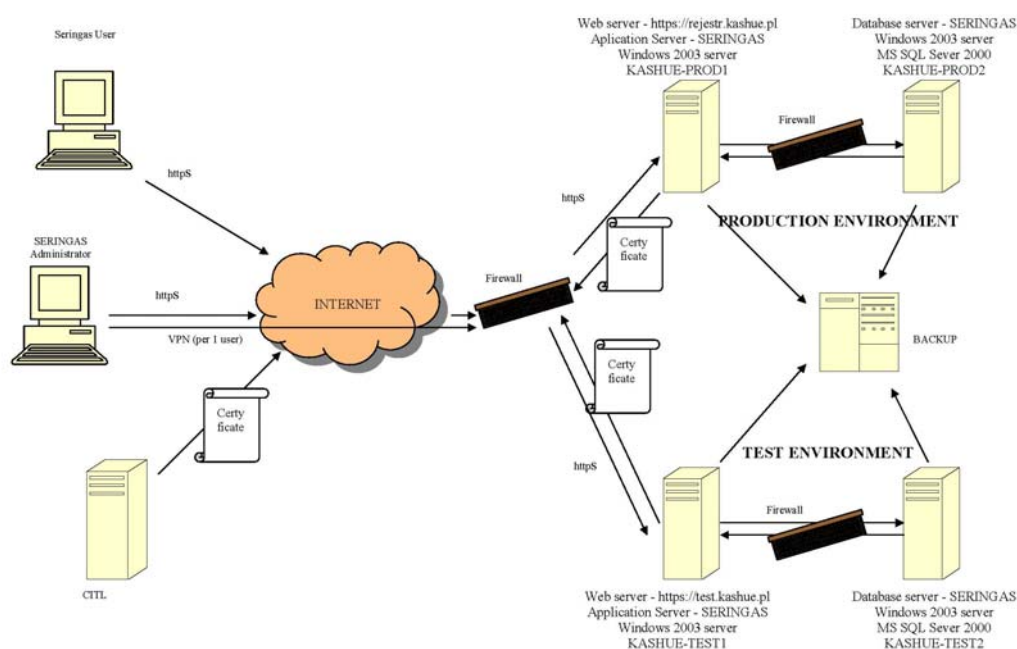 Seringas User
Web server - https://rejestr.kashue.pl
Aplication Server - SERINGAS
Windows 2003 server
KASHUE-PROD1
Database server - SERINGAS
Windows 2003 server
MS SQL Sever 2000
KASHUE-PROD2
Firewall
httpS
httpS
PRODUCTION ENVIRONMENT
Certy
ficate
SERINGAS
Administrator
httpS
INTERNET
Firewall
VPN (per 1 user)
BACKUP
Certy
ficate
Certy
ficate
httpS
TEST ENVIRONMENT
Firewall
CITL
Web server - https://test.kashue.pl
Application Server - SERINGAS
Windows 2003 server
KASHUE-TEST1
Database server - SERINGAS
Windows 2003 server
MS SQL Sever 2000
KASHUE-TEST2